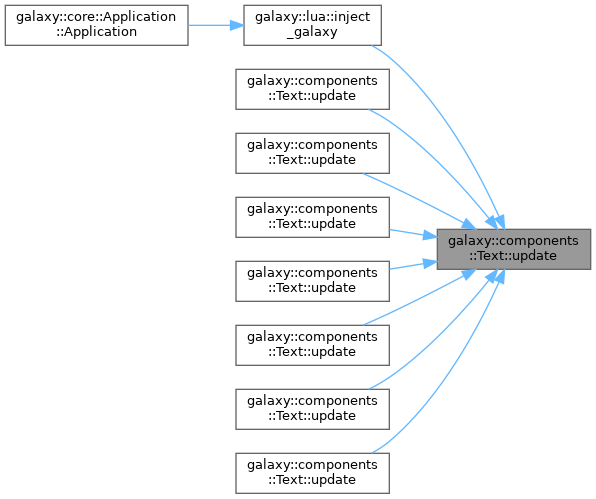 galaxy::core::Application
::Application
galaxy::lua::inject
_galaxy
galaxy::components
::Text::update
galaxy::components
::Text::update
galaxy::components
::Text::update
galaxy::components
::Text::update
galaxy::components
::Text::update
galaxy::components
::Text::update
galaxy::components
::Text::update
galaxy::components
::Text::update